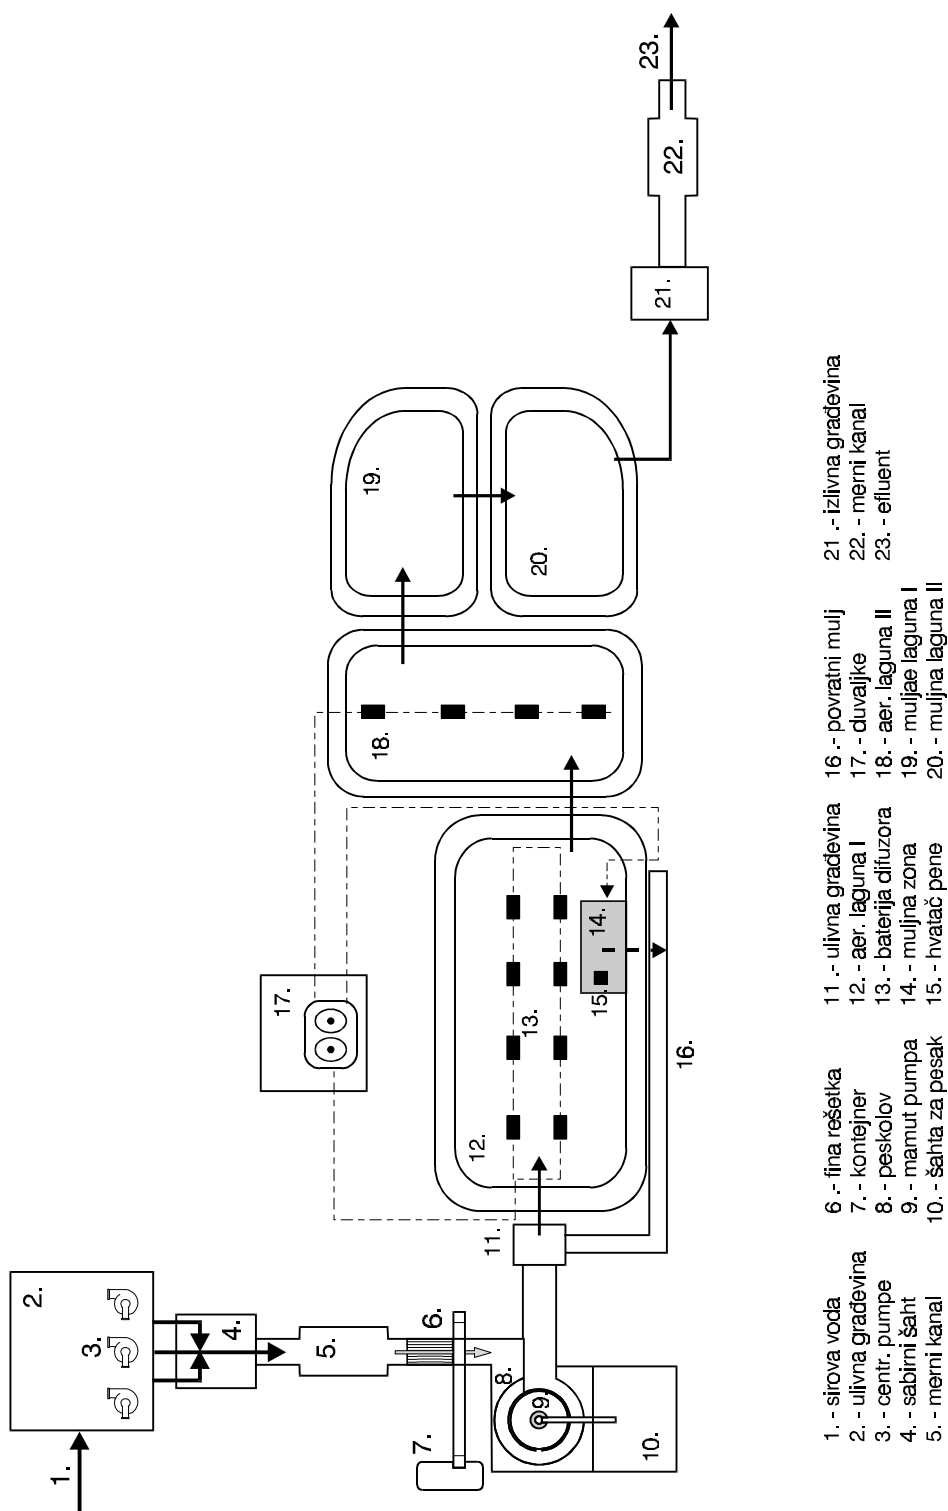 1.
2.
3.
4.
5.
6.
7.
8.
9.
10.
11.
12.
13.
14.
15.
16.
17.
18.
19.
20.
21.
22.
23.
1. - sirova voda
2. - ulivna građevina
3. - centr. pumpe
4. - sabirni šaht
5. - merni kanal
6 .- fina rešetka
7. - kontejner
8. - peskolov
9. - mamut pumpa
10. - šahta za pesak
11 .- ulivna građevina
12. - aer. laguna I
13. - baterija difuzora
14. - muljna zona
15. - hvatač pene
16 .- povratni mulj
17. - duvaljke
18. - aer. laguna II
19. - muljae laguna I
20. - muljna laguna II
21 .- izlivna građevina
22. - merni kanal
23. - efluent